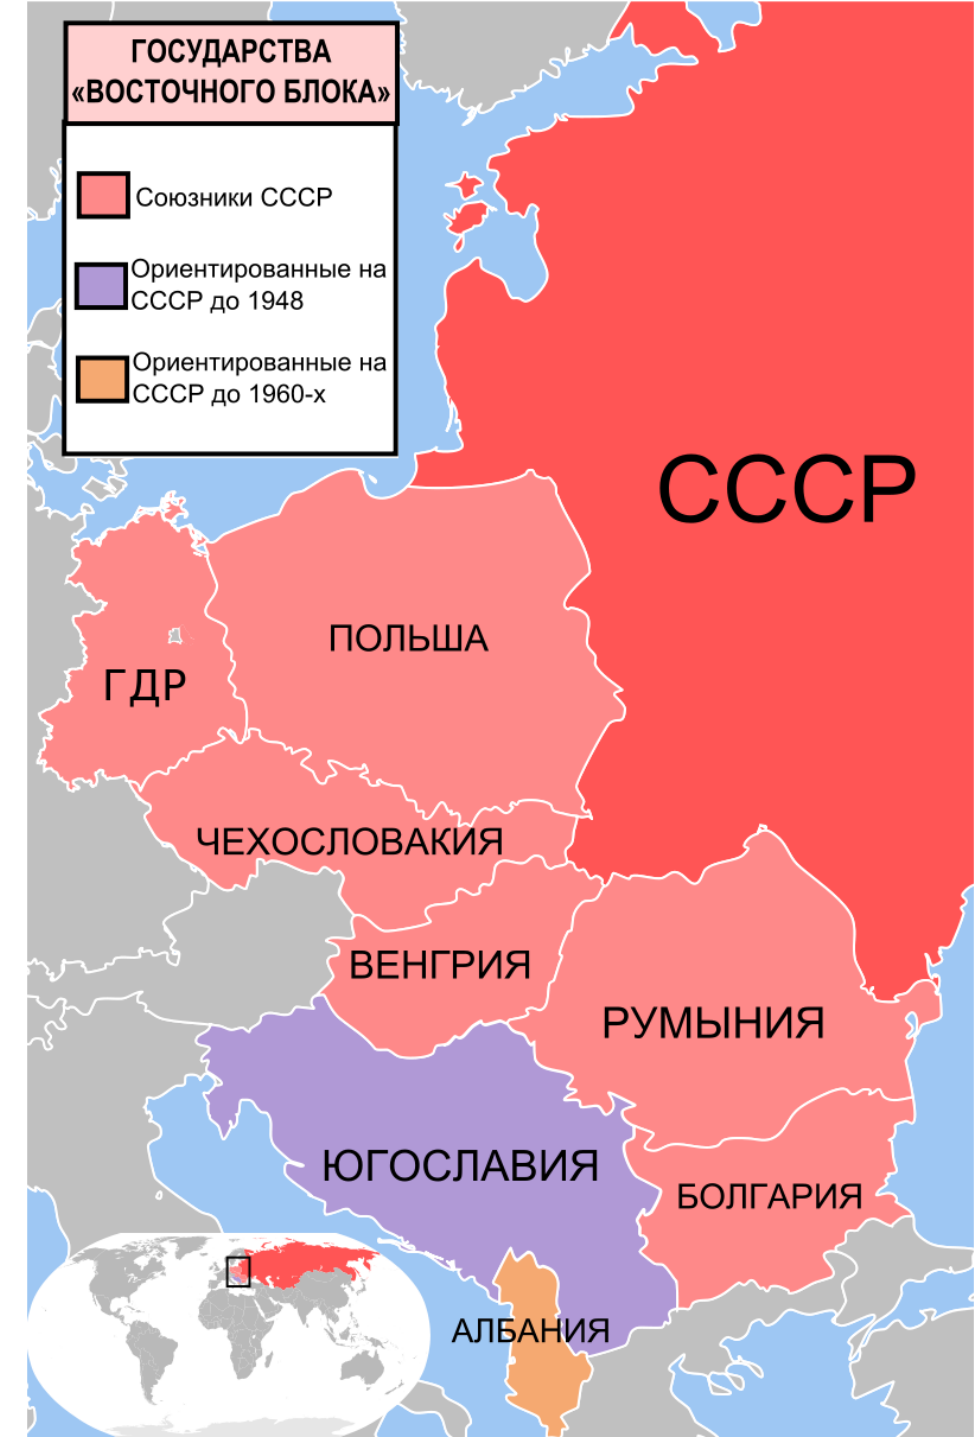 ГОСУДАРСТВА
«ВОСТОЧНОГО БЛОКА»
Союзники СССР
Ориентированные на
СССР до 1948
Ориентированные на
СССР до 1960-х
СССР
ПОЛЬША
ГДР
ЧЕХОСЛОВАКИЯ
ВЕНГРИЯ
РУМЫНИЯ
ЮГОСЛАВИЯ
БОЛГАРИЯ
АЛБАНИЯ